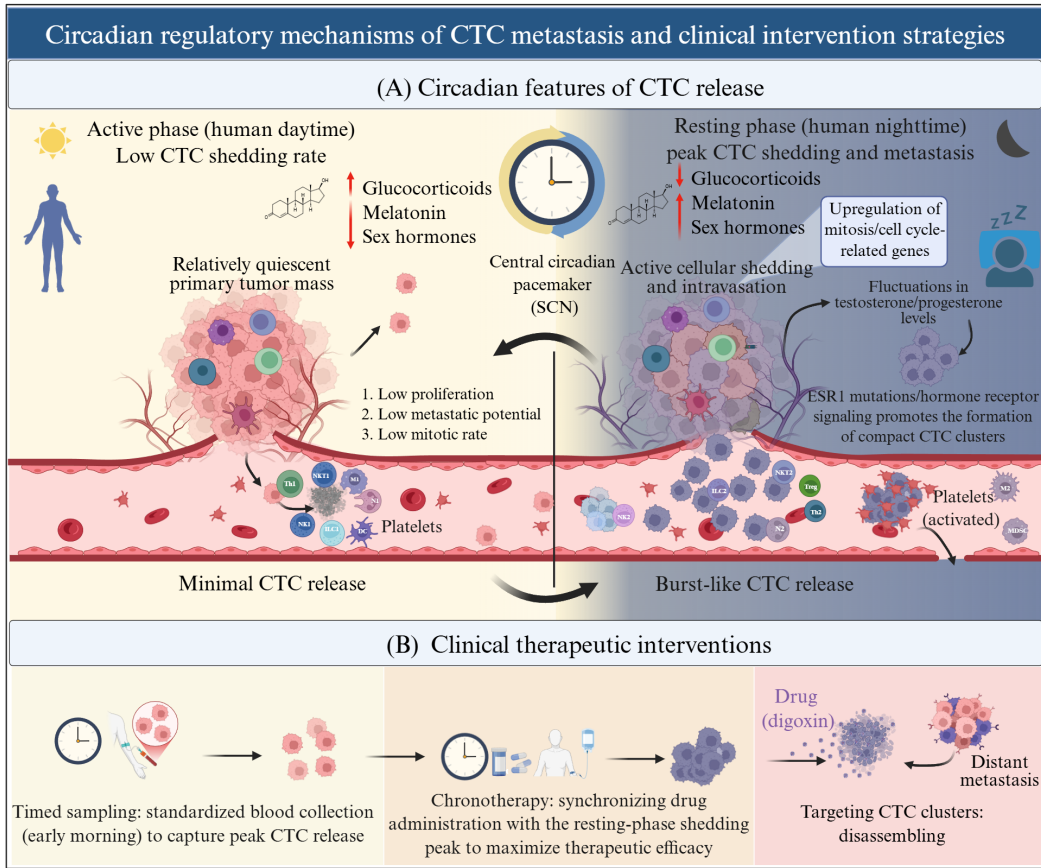 Circadian regulatory mechanisms of CTC metastasis and clinical intervention strategies
(A) Circadian features of CTC release
Active phase (human daytime)
Low CTC shedding rate
Glucocorticoids
Melatonin
Sex hormones
OH
H
H
H
O
Relatively quiescent
primary tumor mass
1. Low proliferation
2. Low metastatic potential
3. Low mitotic rate
Central circadian
pacemaker
(SCN)
Resting phase (human nighttime)
peak CTC shedding and metastasis
Glucocorticoids
Melatonin
Sex hormones
OH
H
H
H
O
Upregulation of
mitosis/cell cycle-
related genes
zzz
Active cellular shedding
and intravasation
Fluctuations in
testosterone/progesterone
levels
ESR1 mutations/hormone receptor
signaling promotes the formation
of compact CTC clusters
Th1
NKT1
M1
N1
NK1
ILC1
DC
Platelets
NK2
ILC2
NKT2
Treg
Th2
N2
Platelets
(activated)
M2
MDSC
Minimal CTC release
Burst-like CTC release
(B) Clinical therapeutic interventions
Timed sampling: standardized blood collection
(early morning) to capture peak CTC release
Chronotherapy: synchronizing drug
administration with the resting-phase shedding
peak to maximize therapeutic efficacy
Drug
(digoxin)
Distant
metastasis
Targeting CTC clusters:
disassembling